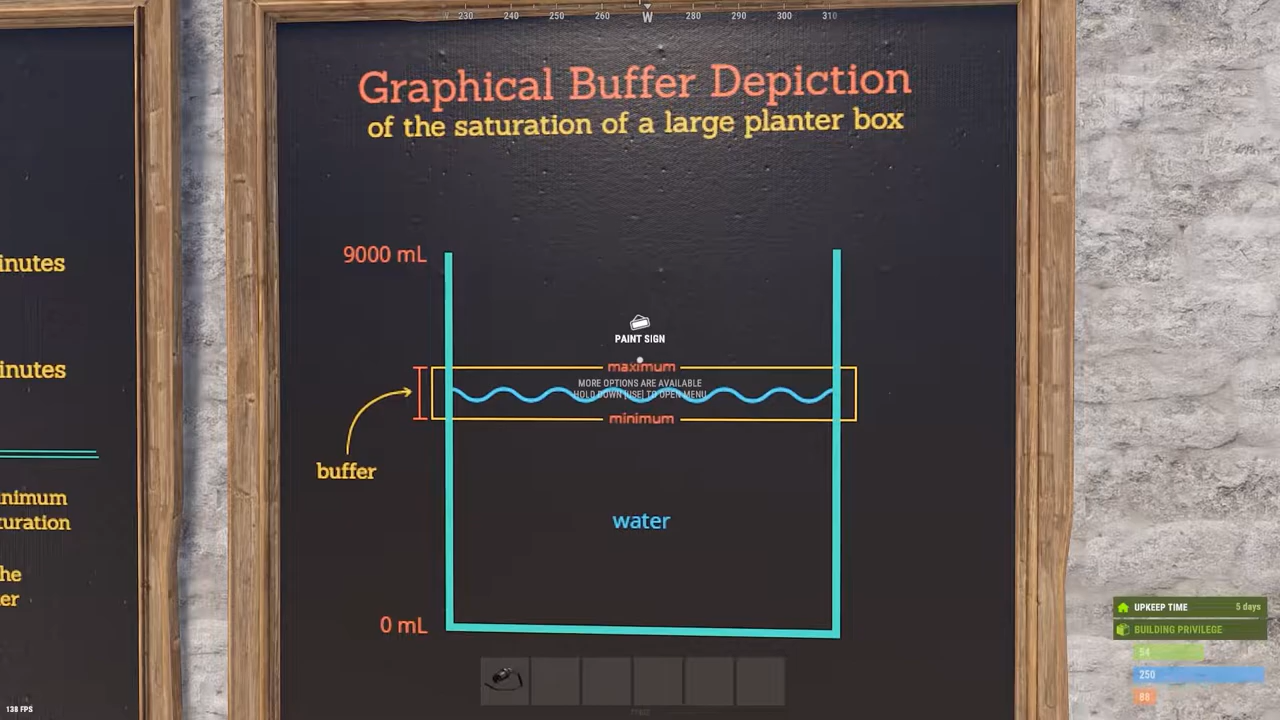 230 240 250 260 W 280 290 300 310
Graphical Buffer Depiction
of the saturation of a large planter box
inutes
9000 mL
PAINT SIGN
maximum
inutes
MORE OPTIONS ARE AVAILABLE
HOLD DOWN [USE] TO OPEN MENU
minimum
buffer
nimum
turation
water
he
er
0 mL
UPKEEP TIME 5 days
BUILDING PRIVILEGE
54
250
88
138 FPS